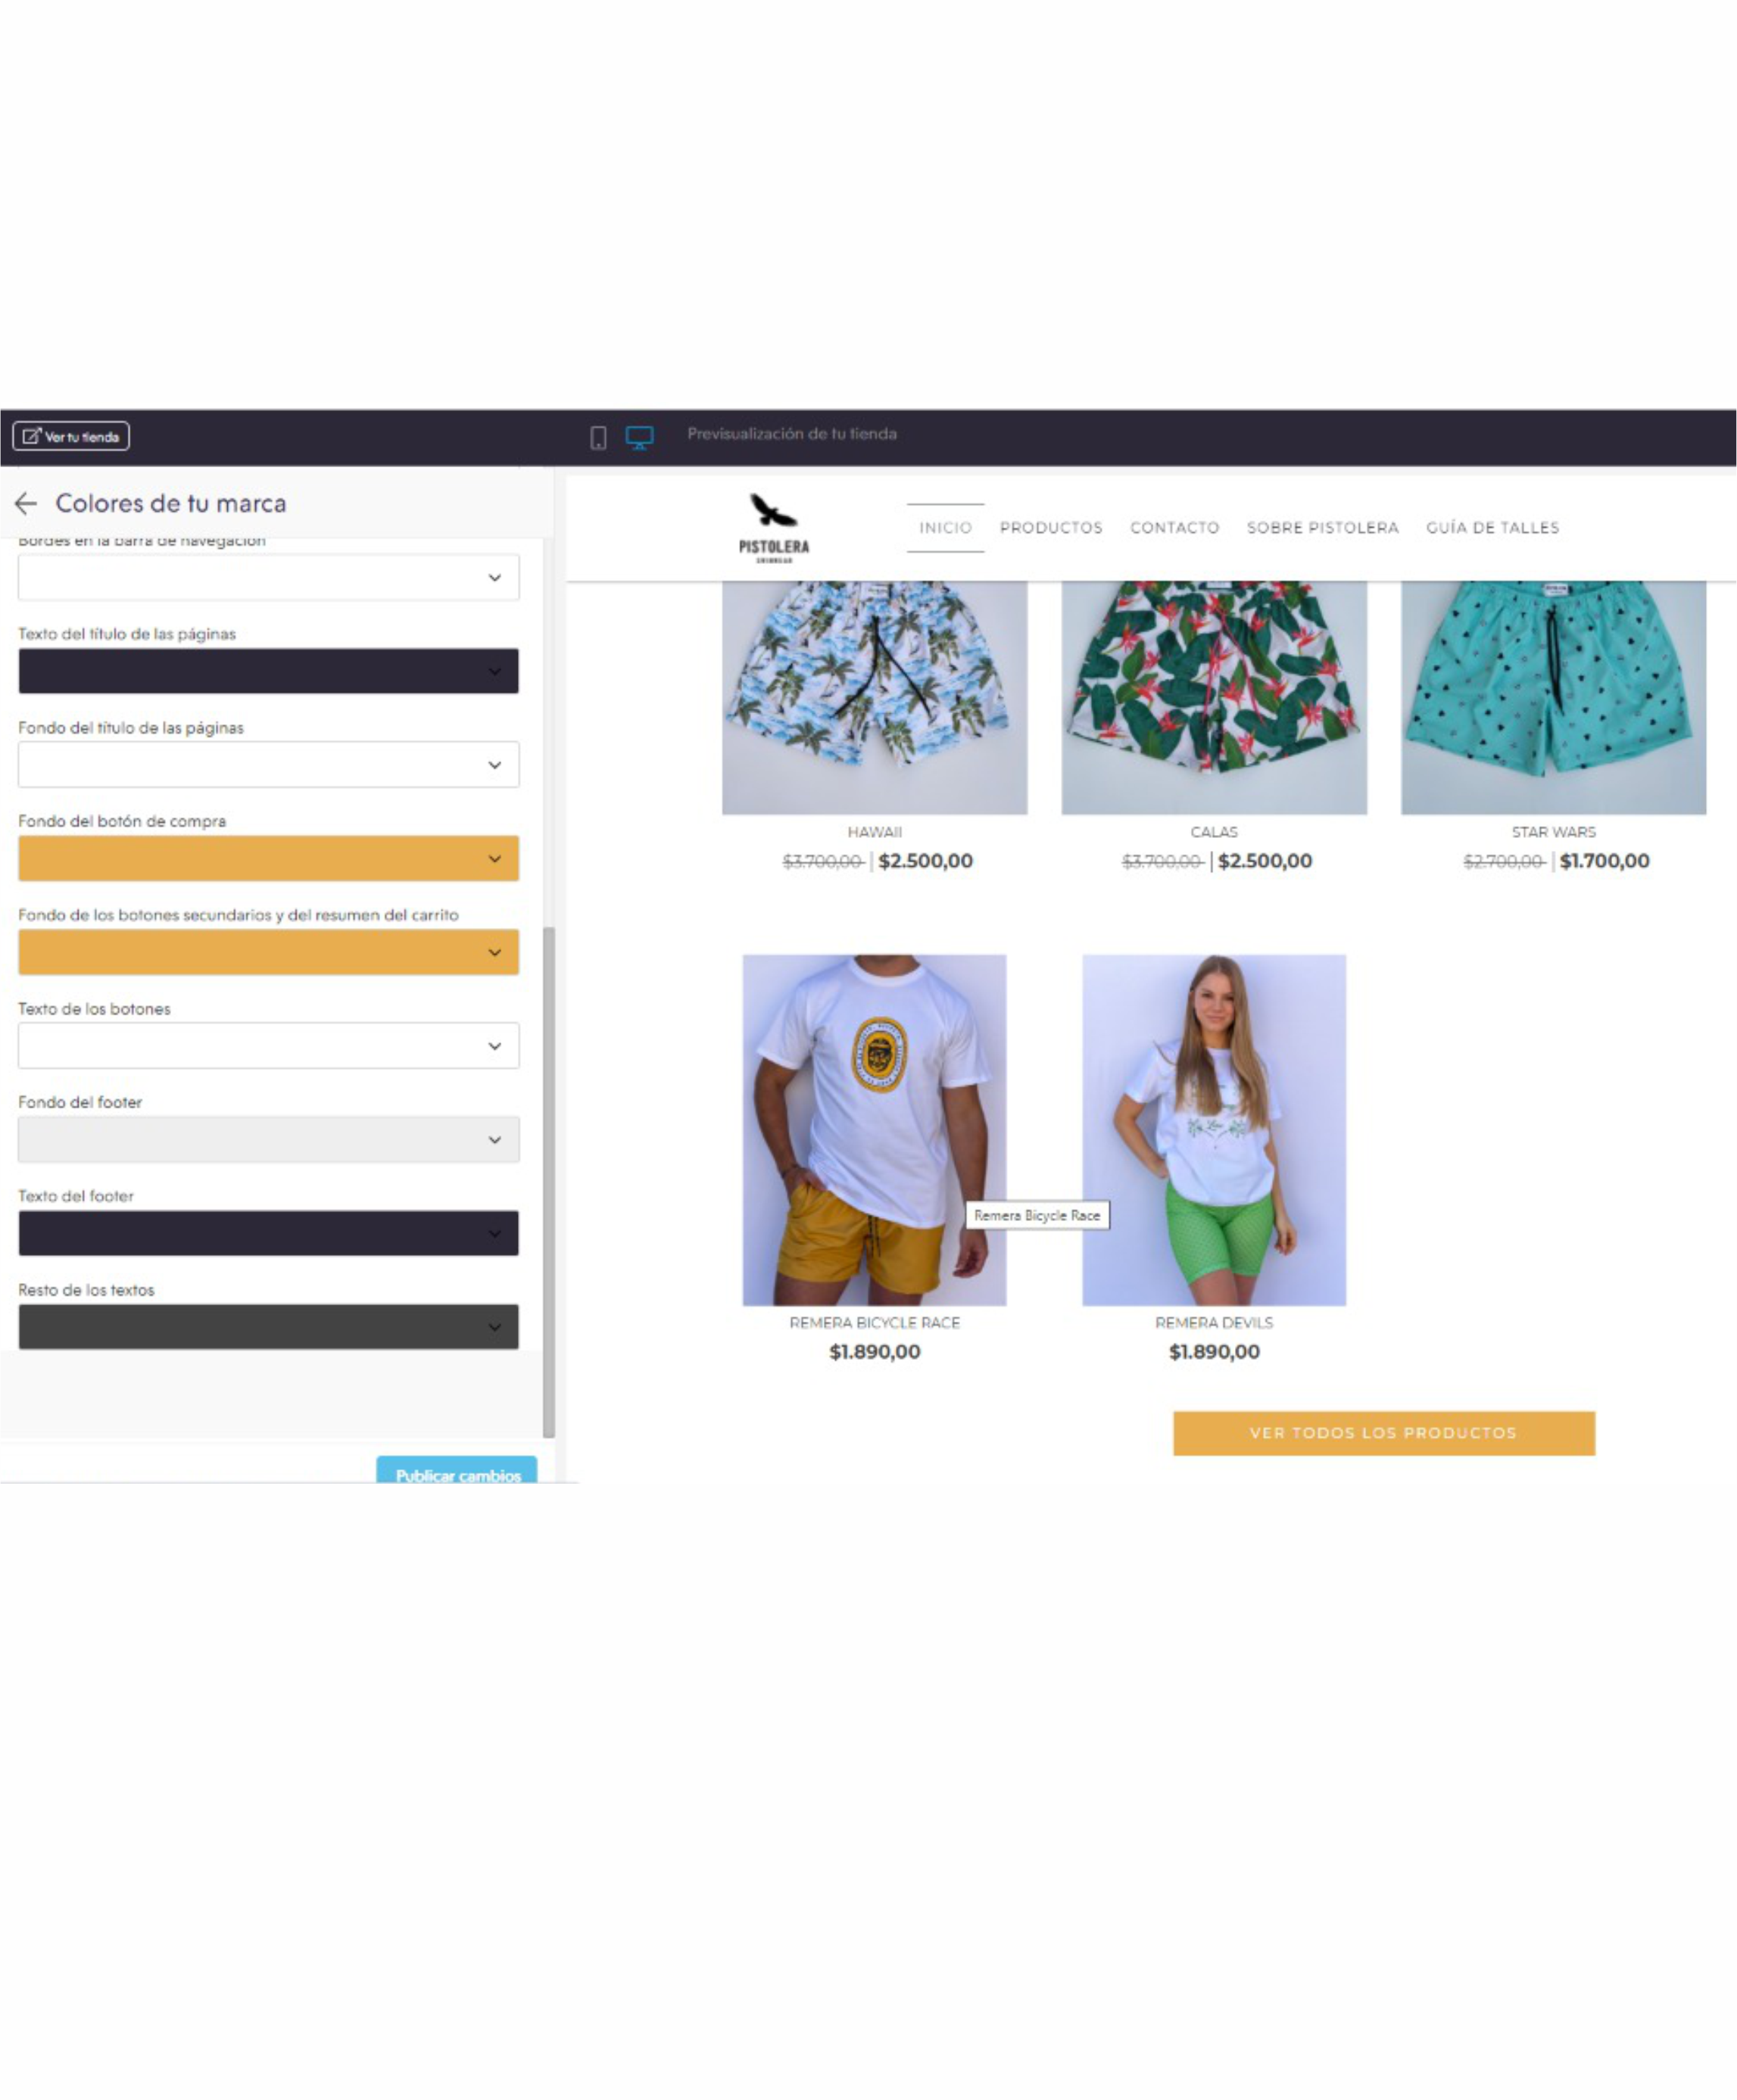 Ver tu tienda
Previsualización de tu tienda
Colores de tu marca
Bordes en la barra de navegación
Texto del título de las páginas
Fondo del título de las páginas
Fondo del botón de compra
Fondo de los botones secundarios y del resumen del carrito
Texto de los botones
Fondo del footer
Texto del footer
Resto de los textos
Publicar cambios
PISTOLERA
INICIO PRODUCTOS CONTACTO SOBRE PISTOLERA GUÍA DE TALLES
HAWAII CALAS STAR WARS
$3.700,00 | $2.500,00 $3.700,00 | $2.500,00 $2.700,00 | $1.700,00
Remera Bicycle Race
REMERA BICYCLE RACE REMERA DEVILS
$1.890,00 $1.890,00
VER TODOS LOS PRODUCTOS